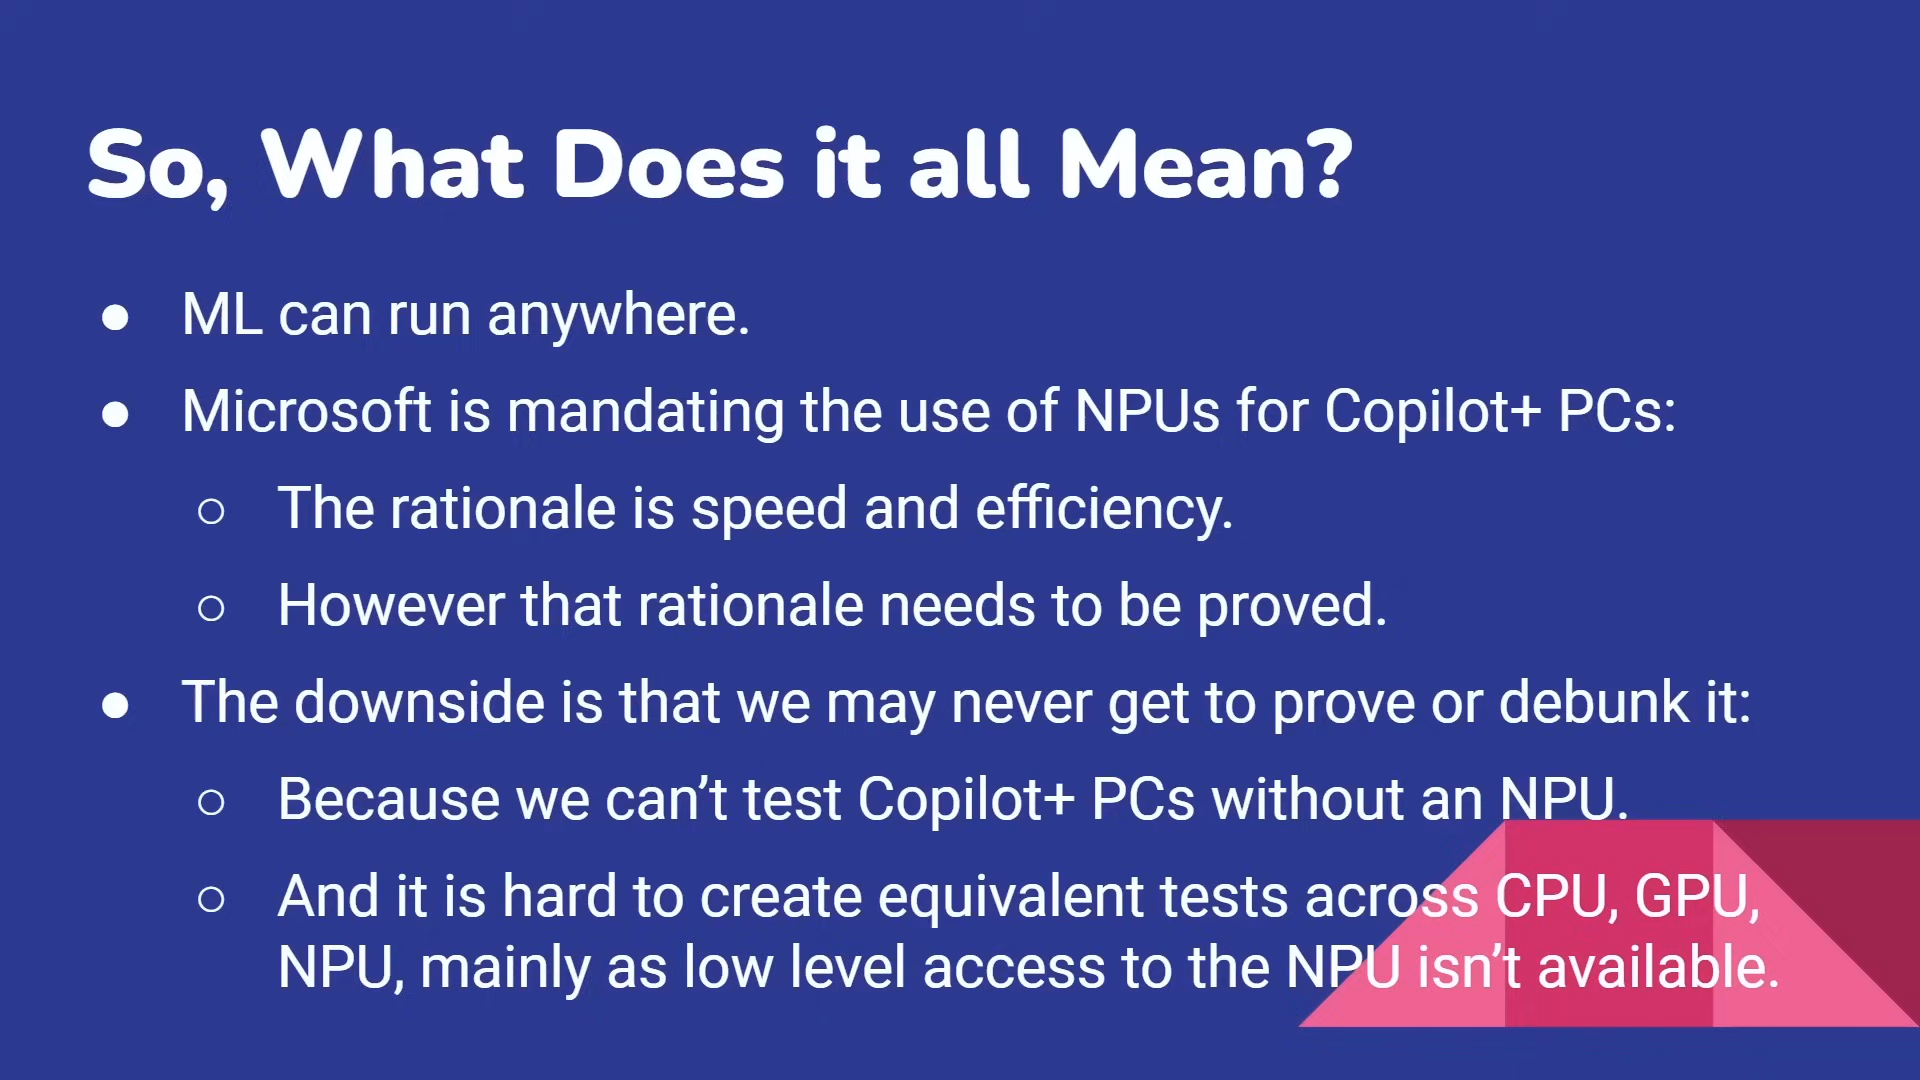 So, What Does it all Mean?
● ML can run anywhere.
● Microsoft is mandating the use of NPUs for Copilot+ PCs:
○ The rationale is speed and efficiency.
○ However that rationale needs to be proved.
● The downside is that we may never get to prove or debunk it:
○ Because we can’t test Copilot+ PCs without an NPU.
○ And it is hard to create equivalent tests across CPU, GPU,
NPU, mainly as low level access to the NPU isn’t available.